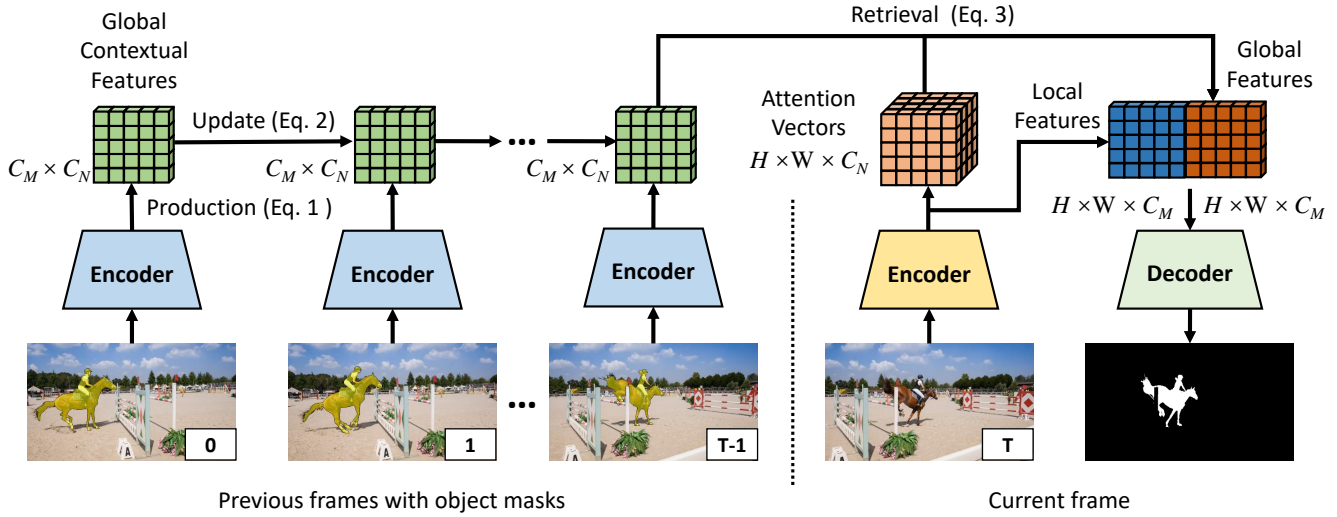 Global
Contextual
Features
Retrieval (Eq. 3)
Attention
Vectors
H × W × C_N
Local
Features
Global
Features
Update (Eq. 2)
...
C_M × C_N
C_M × C_N
C_M × C_N
Production (Eq. 1 )
H × W × C_M
H × W × C_M
Encoder
Encoder
Encoder
Encoder
Decoder
...
A
0
A
1
A
T-1
T
Previous frames with object masks
Current frame